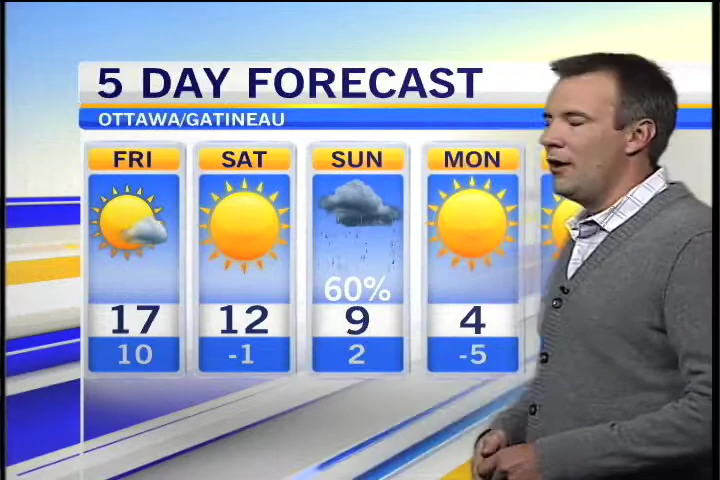 5 DAY FORECAST
OTTAWA/GATINEAU
FRI SAT SUN MON
60%
17 12 9 4
10 -1 2 -5